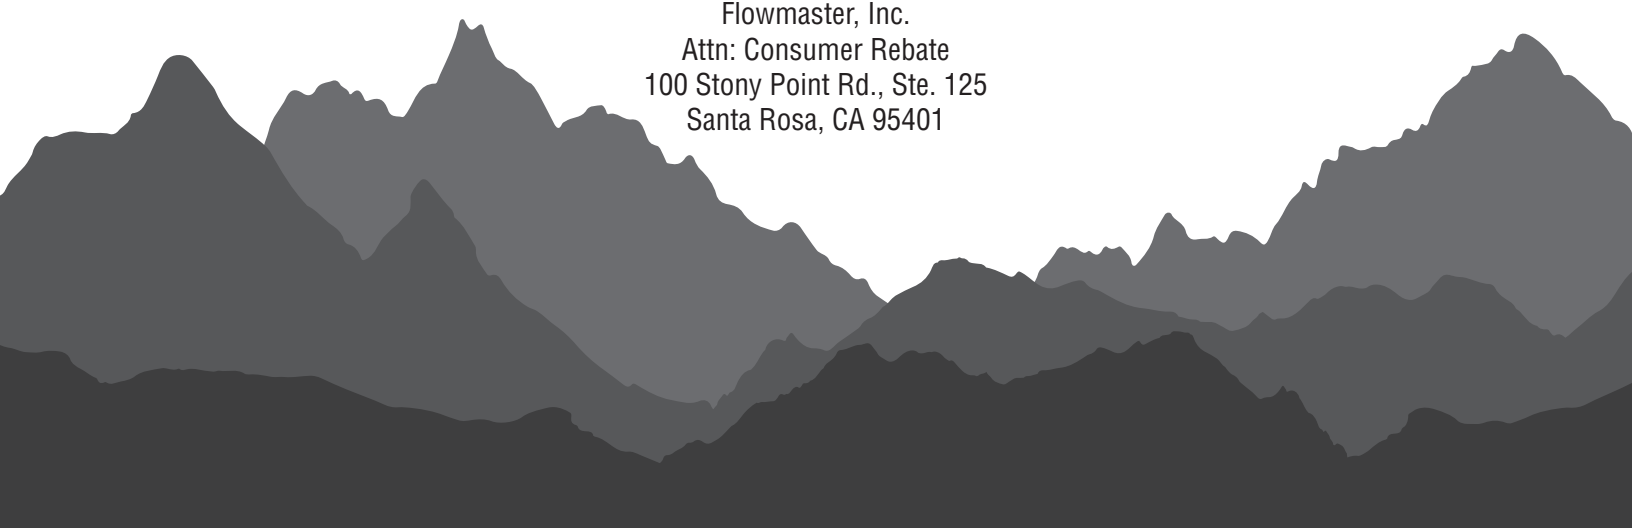 Flowmaster, Inc.
Attn: Consumer Rebate
100 Stony Point Rd., Ste. 125
Santa Rosa, CA 95401